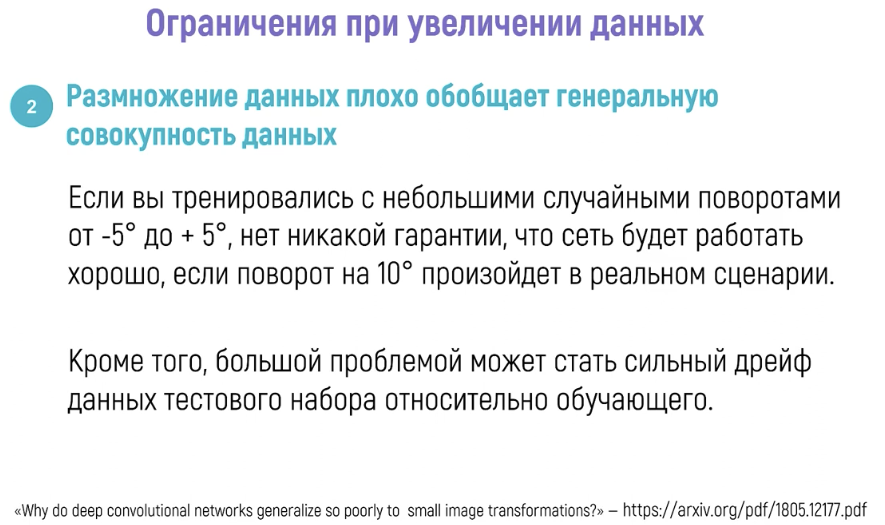 Ограничения при увеличении данных
2
Размножение данных плохо обобщает генеральную
совокупность данных
Если вы тренировались с небольшими случайными поворотами
от -5° до + 5°, нет никакой гарантии, что сеть будет работать
хорошо, если поворот на 10° произойдет в реальном сценарии.
Кроме того, большой проблемой может стать сильный дрейф
данных тестового набора относительно обучающего.
«Why do deep convolutional networks generalize so poorly to small image transformations?» – https://arxiv.org/pdf/1805.12177.pdf